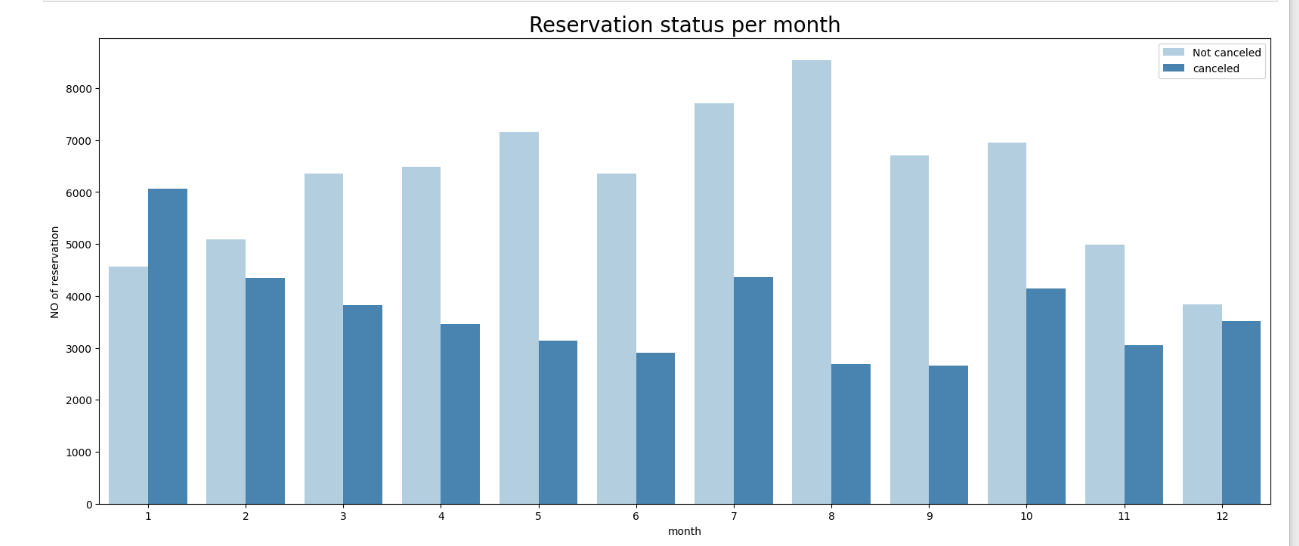 Reservation status per month
Not canceled
canceled
8000
7000
6000
5000
4000
3000
2000
1000
0
NO of reservation
1 2 3 4 5 6 7 8 9 10 11 12
month